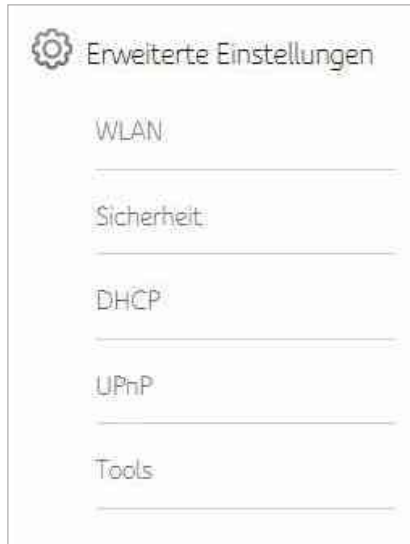 Erweiterte Einstellungen
WLAN
Sicherheit
DHCP
UPnP
Tools